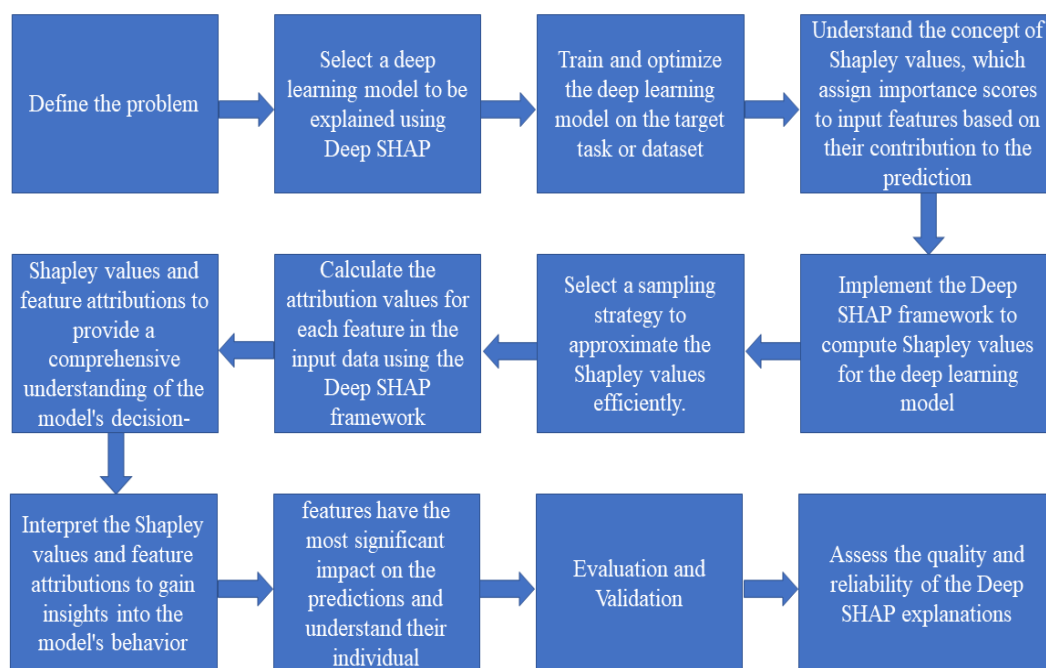 Define the problem
Select a deep
learning model to be
explained using
Deep SHAP
Train and optimize
the deep learning
model on the target
task or dataset
Understand the concept of
Shapley values, which
assign importance scores
to input features based on
their contribution to the
prediction
Implement the Deep
SHAP framework to
compute Shapley values
for the deep learning
model
Select a sampling
strategy to
approximate the
Shapley values
efficiently.
Calculate the
attribution values for
each feature in the
input data using the
Deep SHAP
framework
Shapley values and
feature attributions to
provide a
comprehensive
understanding of the
model's decision-
Interpret the Shapley
values and feature
attributions to gain
insights into the
model's behavior
features have the
most significant
impact on the
predictions and
understand their
individual
Evaluation and
Validation
Assess the quality and
reliability of the Deep
SHAP explanations